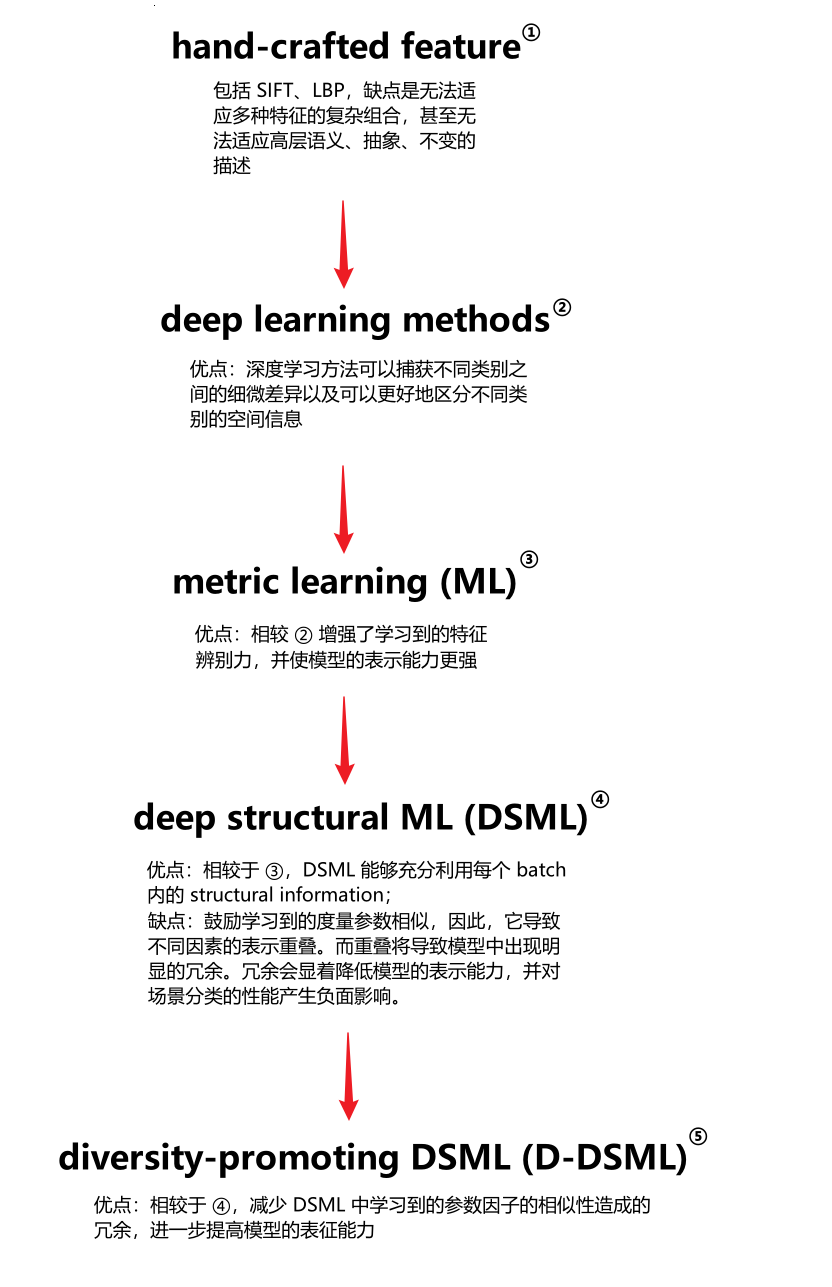 hand-crafted feature①
包括 SIFT、LBP，缺点是无法适
应多种特征的复杂组合，甚至无
法适应高层语义、抽象、不变的
描述
deep learning methods②
优点：深度学习方法可以捕获不同类别之
间的细微差异以及可以更好地区分不同类
别的空间信息
metric learning (ML)③
优点：相较 ② 增强了学习到的特征
辨别力，并使模型的表示能力更强
deep structural ML (DSML)④
优点：相较于 ③，DSML 能够充分利用每个 batch
内的 structural information；
缺点：鼓励学习到的度量参数相似，因此，它导致
不同因素的表示重叠。而重叠将导致模型中出现明
显的冗余。冗余会显着降低模型的表示能力，并对
场景分类的性能产生负面影响。
diversity-promoting DSML (D-DSML)⑤
优点：相较于 ④，减少 DSML 中学习到的参数因子的相似性造成的
冗余，进一步提高模型的表征能力